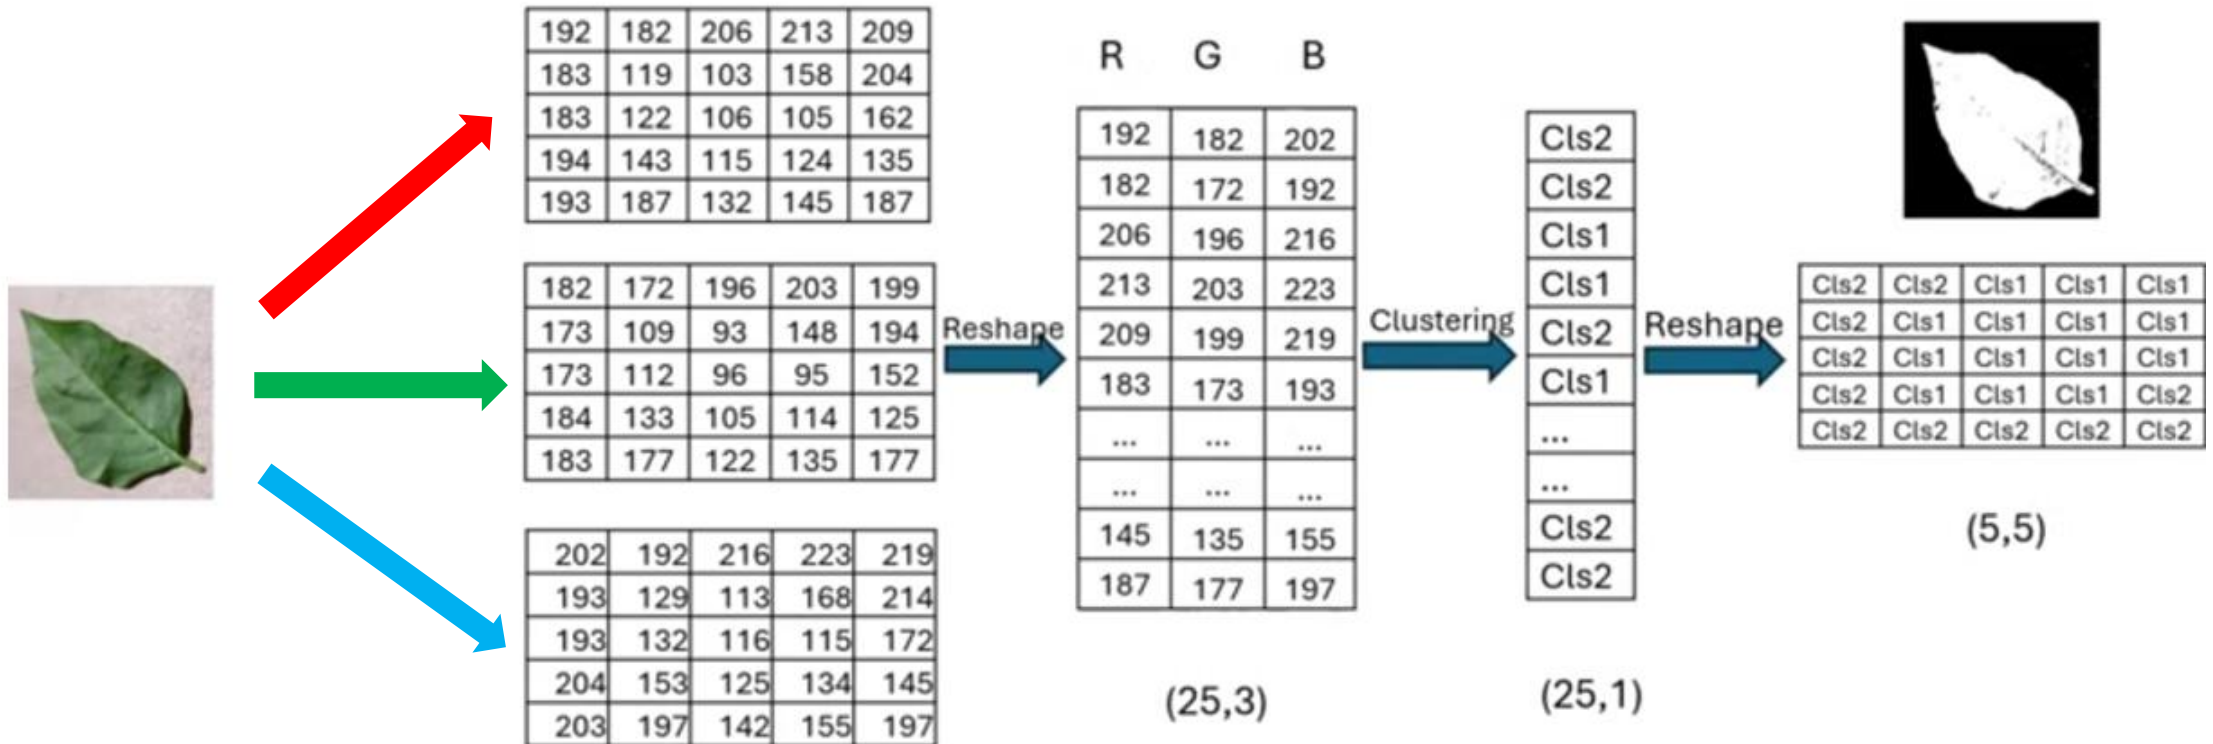 192 182 206 213 209
183 119 103 158 204
183 122 106 105 162
194 143 115 124 135
193 187 132 145 187
182 172 196 203 199
173 109 93 148 194
173 112 96 95 152
184 133 105 114 125
183 177 122 135 177
202 192 216 223 219
193 129 113 168 214
193 132 116 115 172
204 153 125 134 145
203 197 142 155 197
Reshape
R G B
192 182 202
182 172 192
206 196 216
213 203 223
209 199 219
183 173 193
... ... ...
... ... ...
145 135 155
187 177 197
(25,3)
Clustering
Cls2
Cls2
Cls1
Cls1
Cls2
Cls1
...
...
Cls2
Cls2
(25,1)
Reshape
Cls2 Cls2 Cls1 Cls1 Cls1
Cls2 Cls1 Cls1 Cls1 Cls1
Cls2 Cls1 Cls1 Cls1 Cls1
Cls2 Cls1 Cls1 Cls1 Cls2
Cls2 Cls2 Cls2 Cls2 Cls2
(5,5)